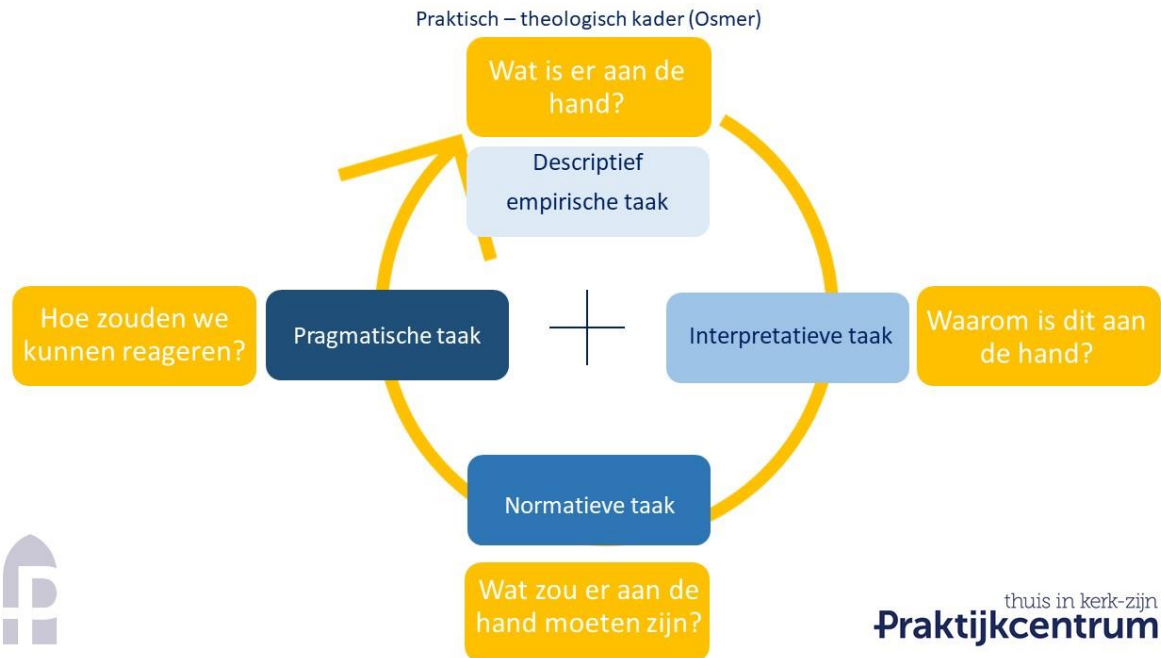 Praktisch – theologisch kader (Osmer)
Wat is er aan de
hand?
Descriptief
empirische taak
Hoe zouden we
kunnen reageren?
Pragmatische taak
Interpretatieve taak
Waarom is dit aan
de hand?
Normatieve taak
Wat zou er aan de
hand moeten zijn?
thuis in kerk-zijn
Praktijkcentrum